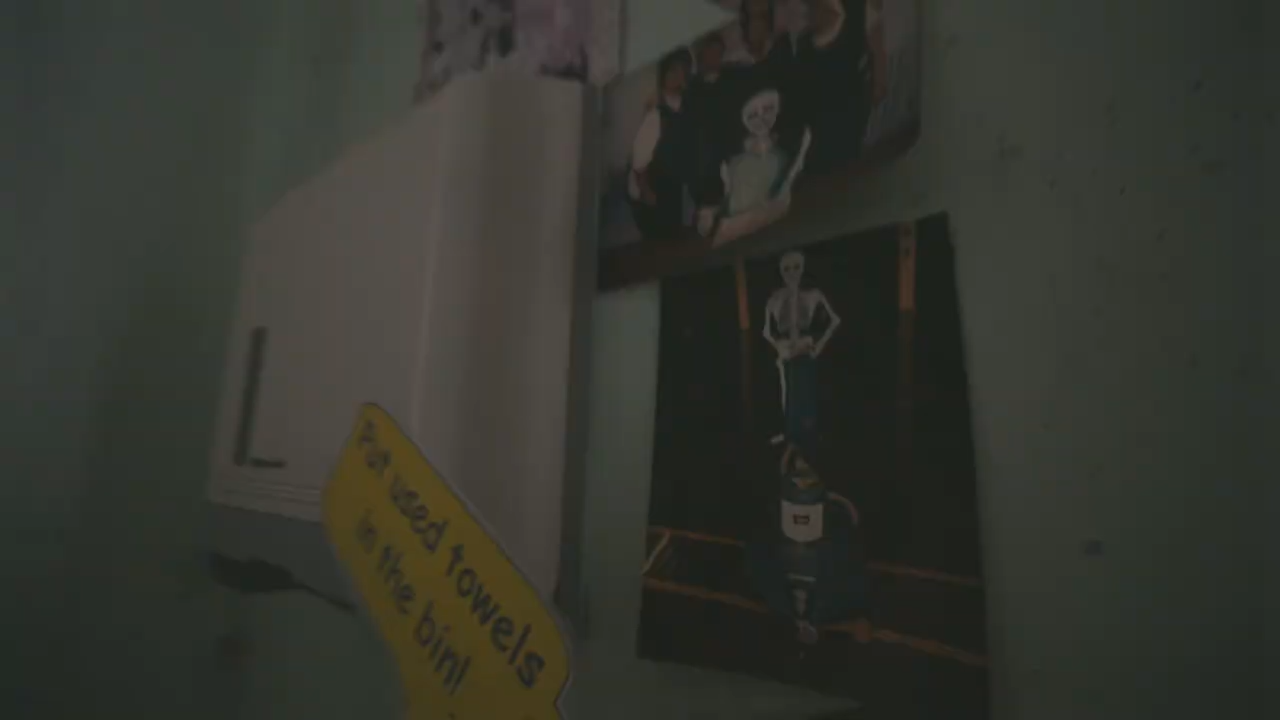 Put used towels
in the bin!